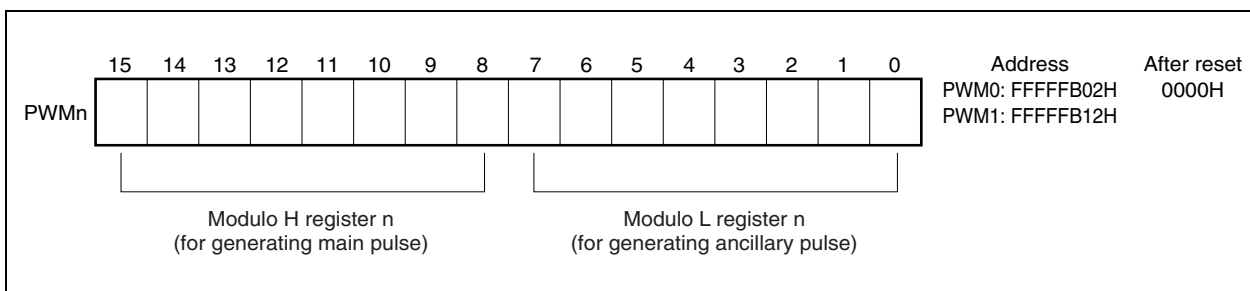 15 14 13 12 11 10 9 8 7 6 5 4 3 2 1 0 Address After reset
PWMn PWM0: FFFFFB02H 0000H
PWM1: FFFFFB12H
Modulo H register n Modulo L register n
(for generating main pulse) (for generating ancillary pulse)